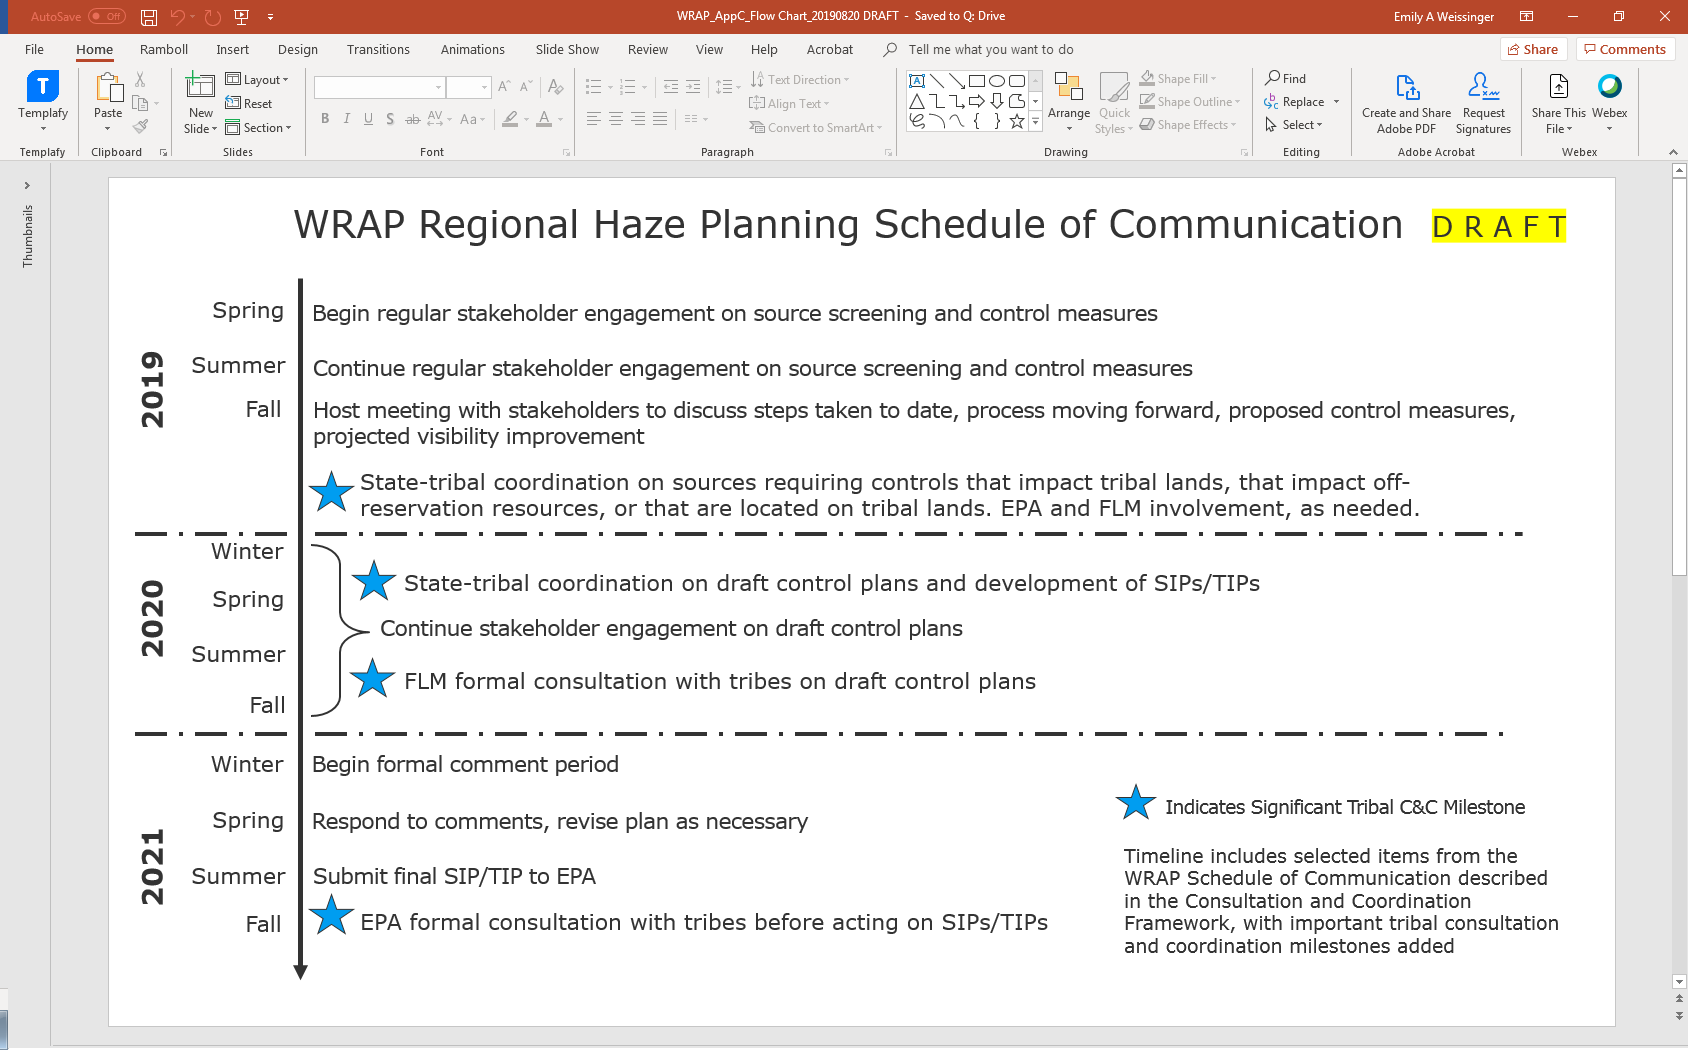 AutoSave Off
WRAP_AppC_Flow Chart_20190820 DRAFT - Saved to Q: Drive
Emily A Weissinger
File Home Ramboll Insert Design Transitions Animations Slide Show Review View Help Acrobat Tell me what you want to do Share Comments
Templafy
Templafy
Paste
Clipboard
New
Slide
Layout
Reset
Section
Slides
B I U S ab AV Aa A
Font
Text Direction
Align Text
Convert to SmartArt
Paragraph
Arrange
Quick
Styles
Shape Fill
Shape Outline
Shape Effects
Drawing
Find
Replace
Select
Editing
Create and Share
Adobe PDF
Request
Signatures
Adobe Acrobat
Share This
File
Webex
Webex
Thumbnails
WRAP Regional Haze Planning Schedule of Communication DRAFT
2019
Spring Begin regular stakeholder engagement on source screening and control measures
Summer Continue regular stakeholder engagement on source screening and control measures
Fall Host meeting with stakeholders to discuss steps taken to date, process moving forward, proposed control measures,
projected visibility improvement
State-tribal coordination on sources requiring controls that impact tribal lands, that impact off-
reservation resources, or that are located on tribal lands. EPA and FLM involvement, as needed.
2020
Winter
State-tribal coordination on draft control plans and development of SIPs/TIPs
Spring
Continue stakeholder engagement on draft control plans
Summer
FLM formal consultation with tribes on draft control plans
Fall
2021
Winter Begin formal comment period
Spring Respond to comments, revise plan as necessary
Summer Submit final SIP/TIP to EPA
Fall EPA formal consultation with tribes before acting on SIPs/TIPs
Indicates Significant Tribal C&C Milestone
Timeline includes selected items from the
WRAP Schedule of Communication described
in the Consultation and Coordination
Framework, with important tribal consultation
and coordination milestones added